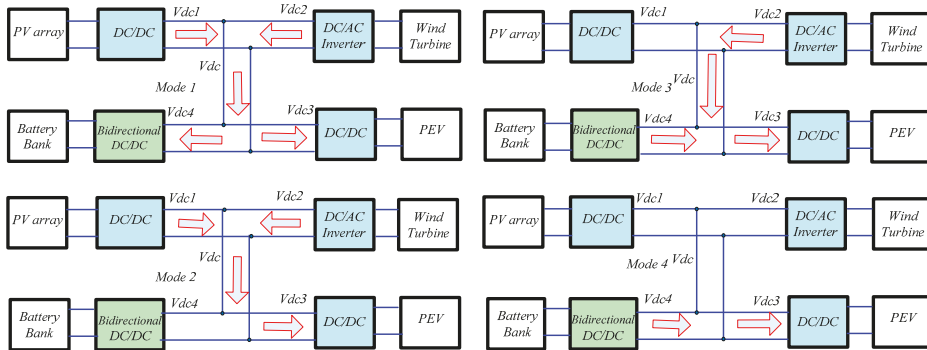 PV array
DC/DC
Vdc1
Vdc2
DC/AC
Inverter
Wind
Turbine
Vdc
Mode 1
Battery
Bank
Bidirectional
DC/DC
Vdc4
Vdc3
DC/DC
PEV
PV array
DC/DC
Vdc1
Vdc2
DC/AC
Inverter
Wind
Turbine
Vdc
Mode 3
Battery
Bank
Bidirectional
DC/DC
Vdc4
Vdc3
DC/DC
PEV
PV array
DC/DC
Vdc1
Vdc2
DC/AC
Inverter
Wind
Turbine
Vdc
Mode 2
Battery
Bank
Bidirectional
DC/DC
Vdc4
Vdc3
DC/DC
PEV
PV array
DC/DC
Vdc1
Vdc2
DC/AC
Inverter
Wind
Turbine
Vdc
Mode 4
Battery
Bank
Bidirectional
DC/DC
Vdc4
Vdc3
DC/DC
PEV